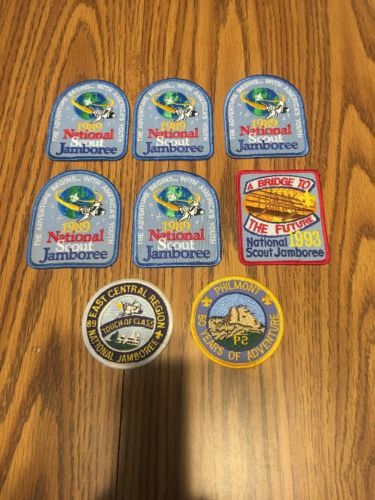 THE ADVENTURE BEGINS... WITH AMERICA'S YOUTH
1989
National
Scout
Jamboree
THE ADVENTURE BEGINS... WITH AMERICA'S YOUTH
1989
National
Scout
Jamboree
THE ADVENTURE BEGINS... WITH AMERICA'S YOUTH
1989
National
Scout
Jamboree
THE ADVENTURE BEGINS... WITH AMERICA'S YOUTH
1989
National
Scout
Jamboree
THE ADVENTURE BEGINS... WITH AMERICA'S YOUTH
1989
National
Scout
Jamboree
A BRIDGE TO
THE FUTURE
National 1993
Scout Jamboree
EAST CENTRAL REGION
89
TOUCH OF CLASS
NATIONAL JAMBOREE
PHILMONT
50 YEARS OF ADVENTURE